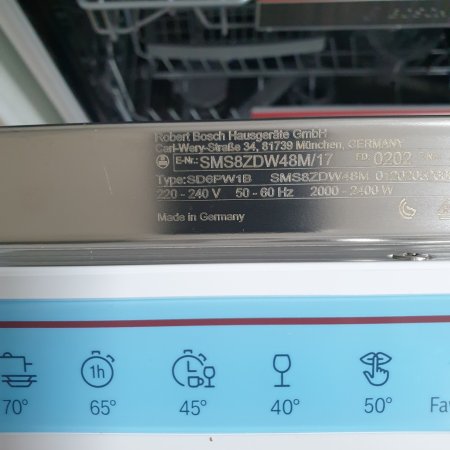 Robert Bosch Hausgeräte GmbH
Carl-Wery-Straße 34, 81739 München, GERMANY
E-Nr.: SMS8ZDW48M/17 FD 0202
Type: SD6PW1B SMS8ZDW48M
220 - 240 V 50 - 60 Hz 2000 - 2400 W
Made in Germany
1h
70° 65° 45° 40° 50° Fa